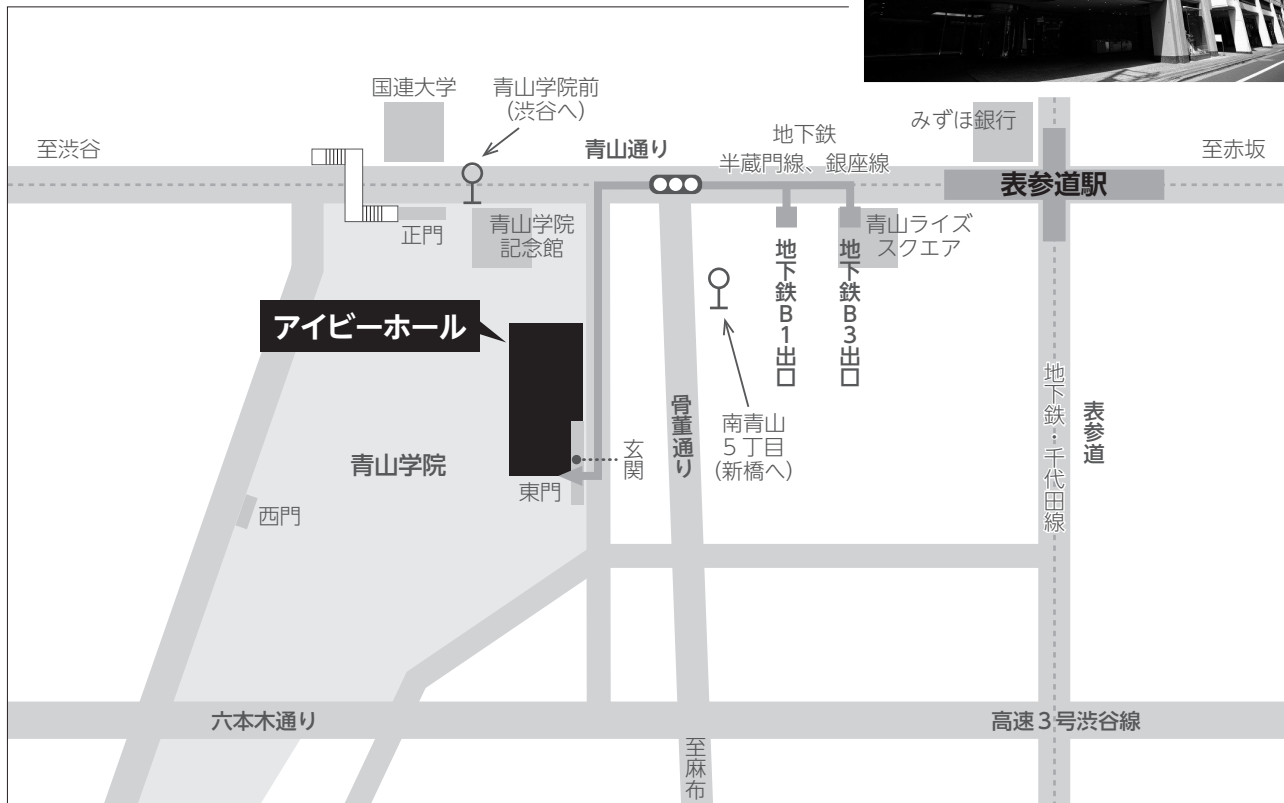 国連大学
青山学院前
(渋谷へ)
みずほ銀行
地下鉄
半蔵門線、銀座線
至渋谷
青山通り
至赤坂
表参道駅
正門
青山学院
記念館
青山ライズ
スクエア
地下鉄B1出口
地下鉄B3出口
アイビーホール
地下鉄・千代田線
表参道
骨董通り
南青山
5丁目
(新橋へ)
玄関
青山学院
東門
西門
六本木通り
高速3号渋谷線
至麻布